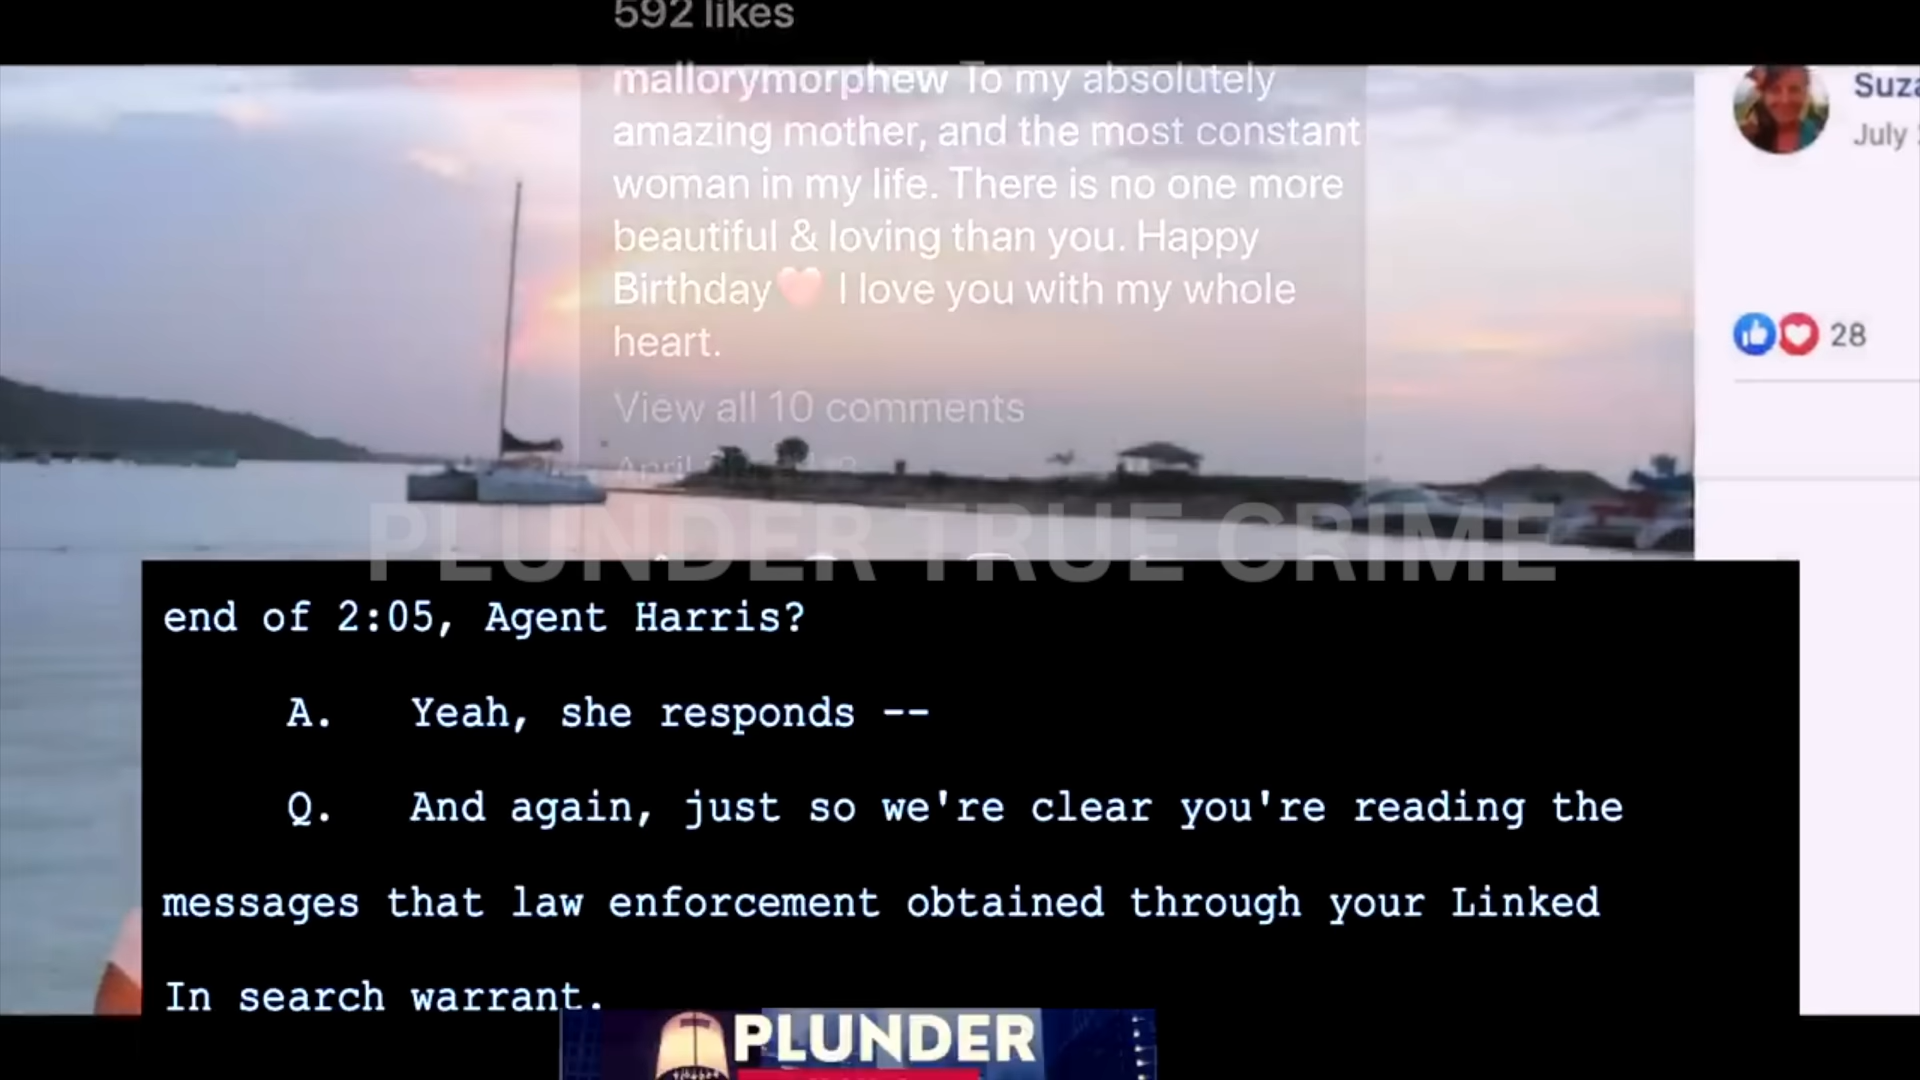 592 likes
mallorymorphew To my absolutely
amazing mother, and the most constant
woman in my life. There is no one more
beautiful & loving than you. Happy
Birthday❤️ I love you with my whole
heart.
View all 10 comments
April
July
28
PLUNDER TRUE CRIME
end of 2:05, Agent Harris?
A. Yeah, she responds --
Q. And again, just so we're clear you're reading the
messages that law enforcement obtained through your Linked
In search warrant.
PLUNDER